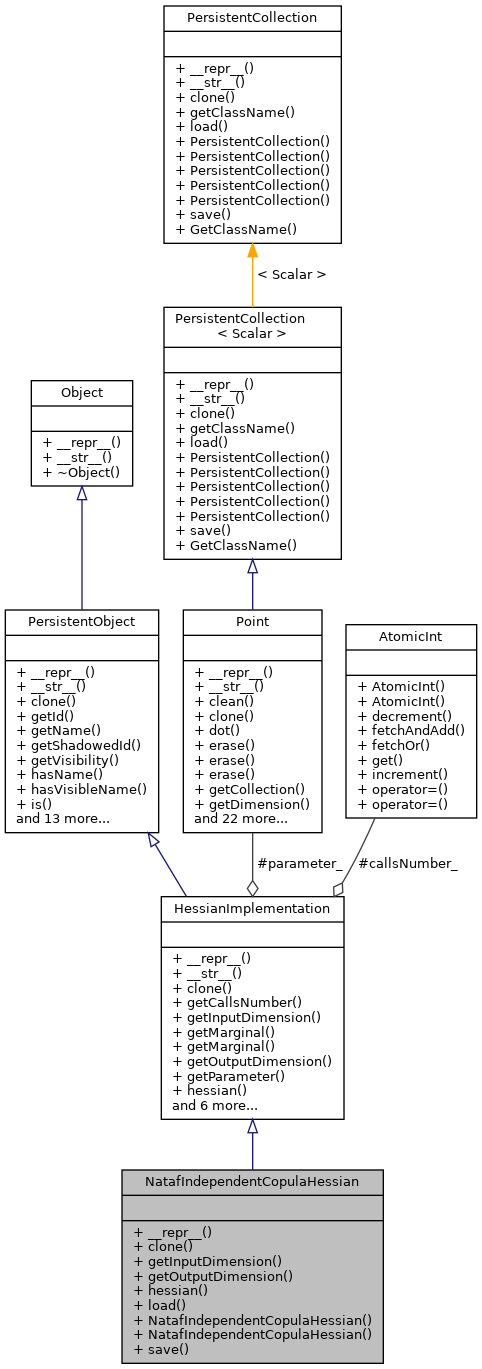 PersistentCollection
+ __repr__()
+ __str__()
+ clone()
+ getClassName()
+ load()
+ PersistentCollection()
+ PersistentCollection()
+ PersistentCollection()
+ PersistentCollection()
+ PersistentCollection()
+ save()
+ GetClassName()
< Scalar >
PersistentCollection
< Scalar >
+ __repr__()
+ __str__()
+ clone()
+ getClassName()
+ load()
+ PersistentCollection()
+ PersistentCollection()
+ PersistentCollection()
+ PersistentCollection()
+ PersistentCollection()
+ save()
+ GetClassName()
Object
+ __repr__()
+ __str__()
+ ~Object()
PersistentObject
+ __repr__()
+ __str__()
+ clone()
+ getId()
+ getName()
+ getShadowedId()
+ getVisibility()
+ hasName()
+ hasVisibleName()
+ is()
and 13 more...
Point
+ __repr__()
+ __str__()
+ clean()
+ clone()
+ dot()
+ erase()
+ erase()
+ erase()
+ getCollection()
+ getDimension()
and 22 more...
AtomicInt
+ AtomicInt()
+ AtomicInt()
+ decrement()
+ fetchAndAdd()
+ fetchOr()
+ get()
+ increment()
+ operator=()
+ operator=()
#parameter_
#callsNumber_
HessianImplementation
+ __repr__()
+ __str__()
+ clone()
+ getCallsNumber()
+ getInputDimension()
+ getMarginal()
+ getMarginal()
+ getOutputDimension()
+ getParameter()
+ hessian()
and 6 more...
NatafIndependentCopulaHessian
+ __repr__()
+ clone()
+ getInputDimension()
+ getOutputDimension()
+ hessian()
+ load()
+ NatafIndependentCopulaHessian()
+ NatafIndependentCopulaHessian()
+ save()